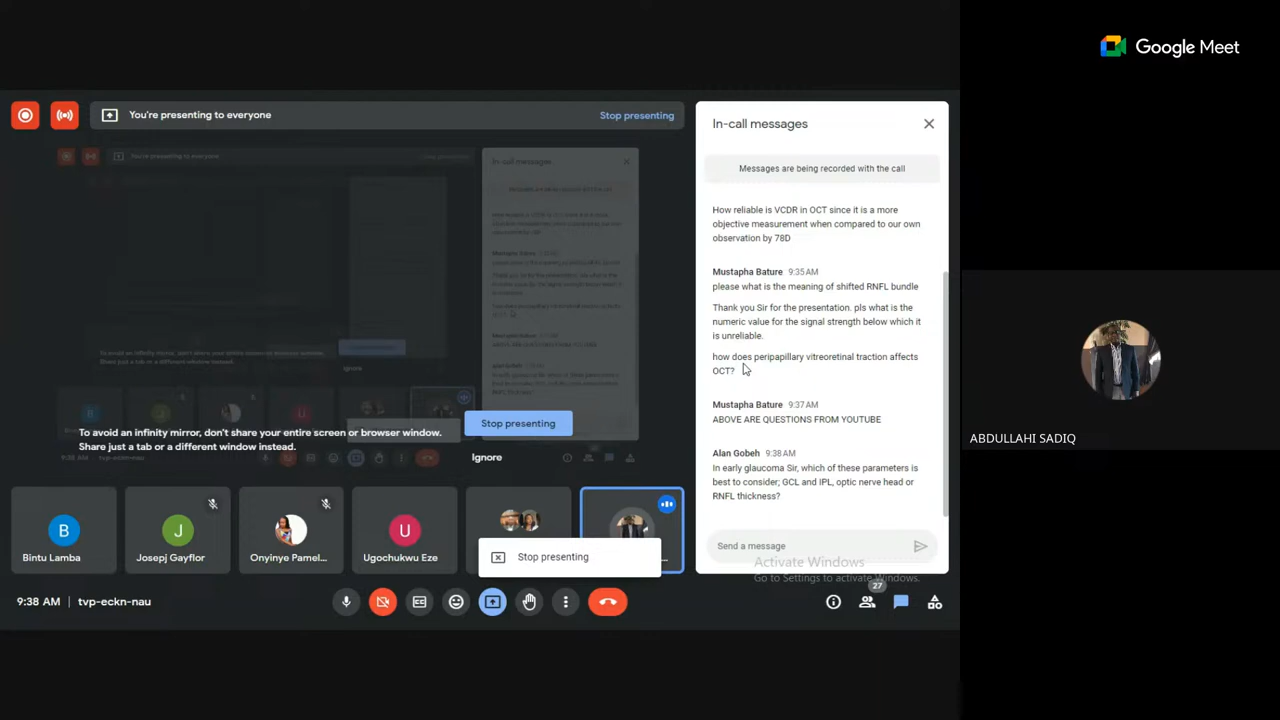 Google Meet
You're presenting to everyone
Stop presenting
In-call messages
Messages are being recorded with the call
How reliable is VCDR in OCT since it is a more
objective measurement when compared to our own
observation by 78D
Mustapha Bature 9:35 AM
please what is the meaning of shifted RNFL bundle
Thank you Sir for the presentation. pls what is the
numeric value for the signal strength below which it
is unreliable.
how does peripapillary vitreoretinal traction affects
OCT?
Mustapha Bature 9:37 AM
ABOVE ARE QUESTIONS FROM YOUTUBE
Alan Gobeh 9:38 AM
In early glaucoma Sir, which of these parameters is
best to consider; GCL and IPL, optic nerve head or
RNFL thickness?
Send a message
Activate Windows
Go to Settings to activate Windows.
To avoid an infinity mirror, don't share your entire screen or browser window.
Share just a tab or a different window instead.
Stop presenting
Ignore
B
Bintu Lamba
J
Josepj Gayflor
Onyinye Pamel...
U
Ugochukwu Eze
Stop presenting
9:38 AM | tvp-eckn-nau
27
ABDULLAHI SADIQ